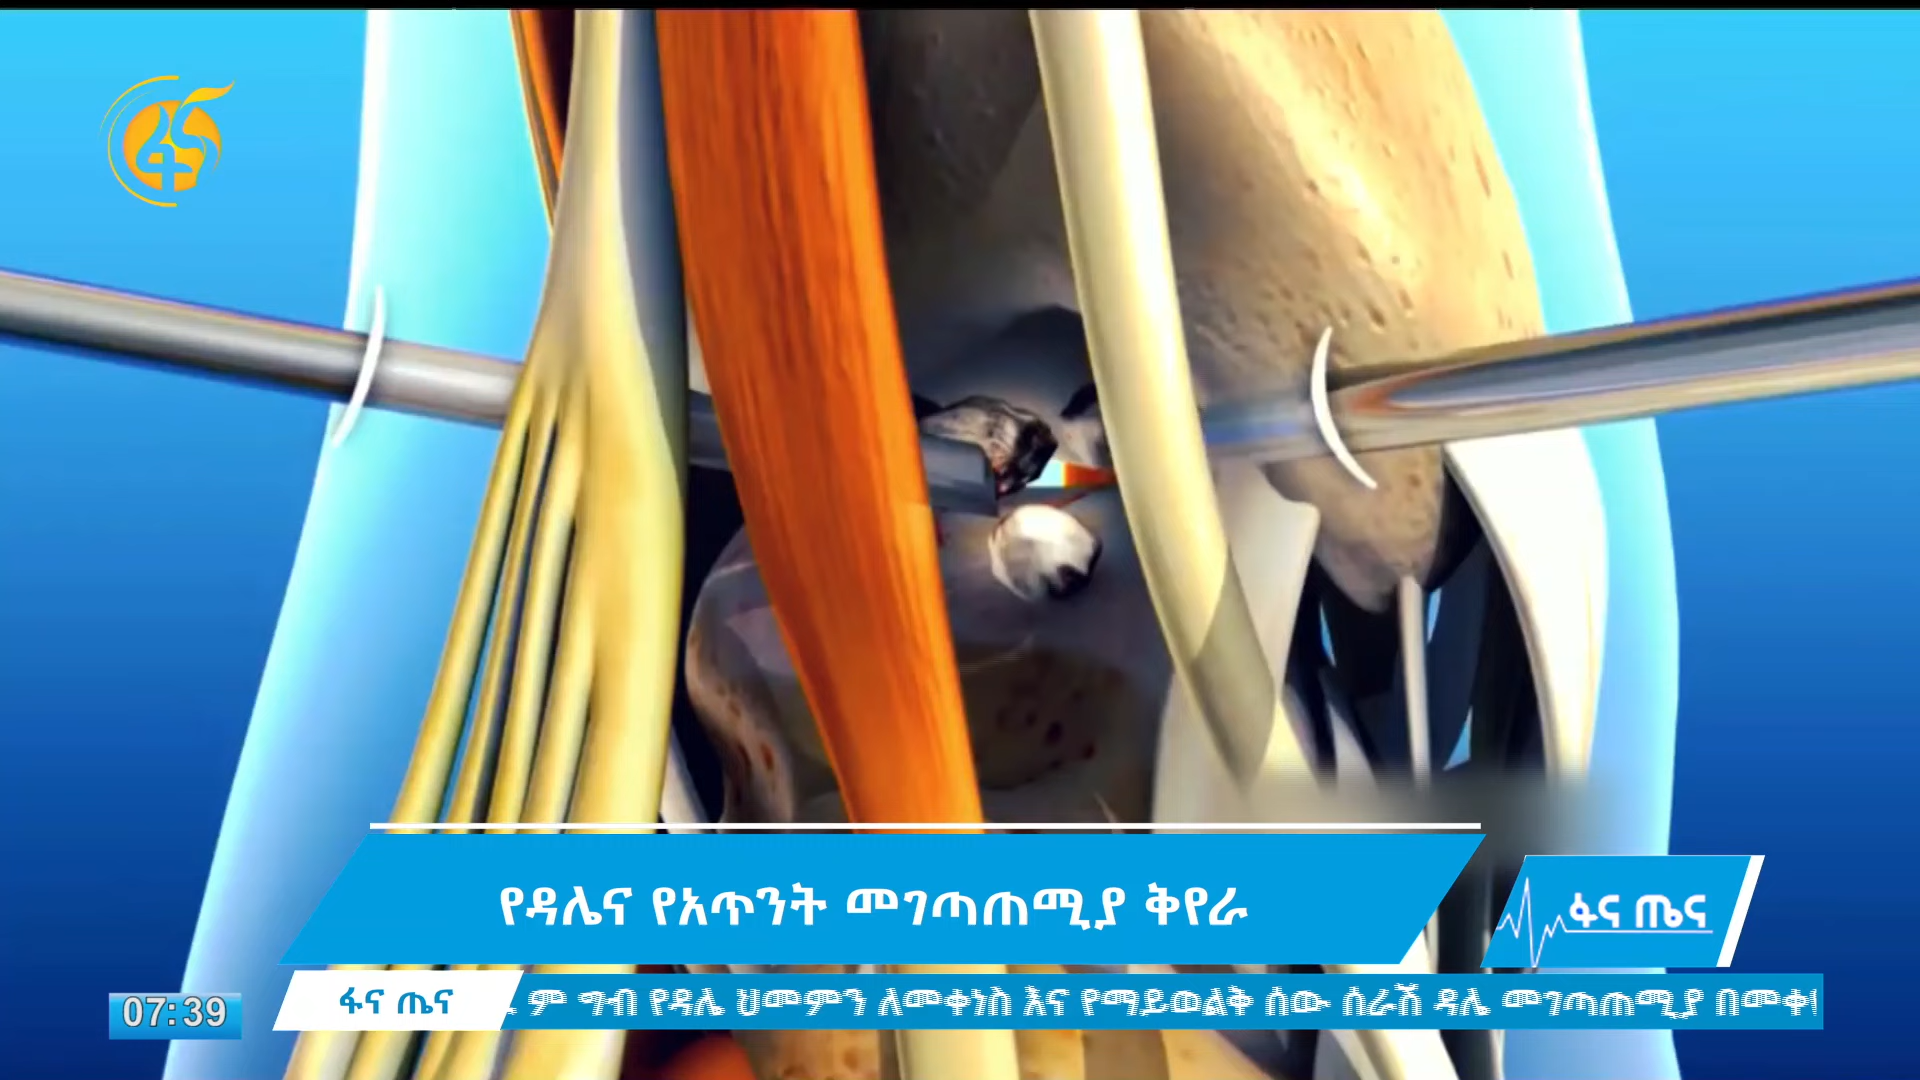 ፋና
የዳሌና የአጥንት መገጣጠሚያ ቅየራ
ፋና ጤና
07:39
ፋና ጤና
ም ግብ የዳሌ ህመምን ለመቀነስ እና የማይወልቅ ሰው ሰራሽ ዳሌ መገጣጠሚያ